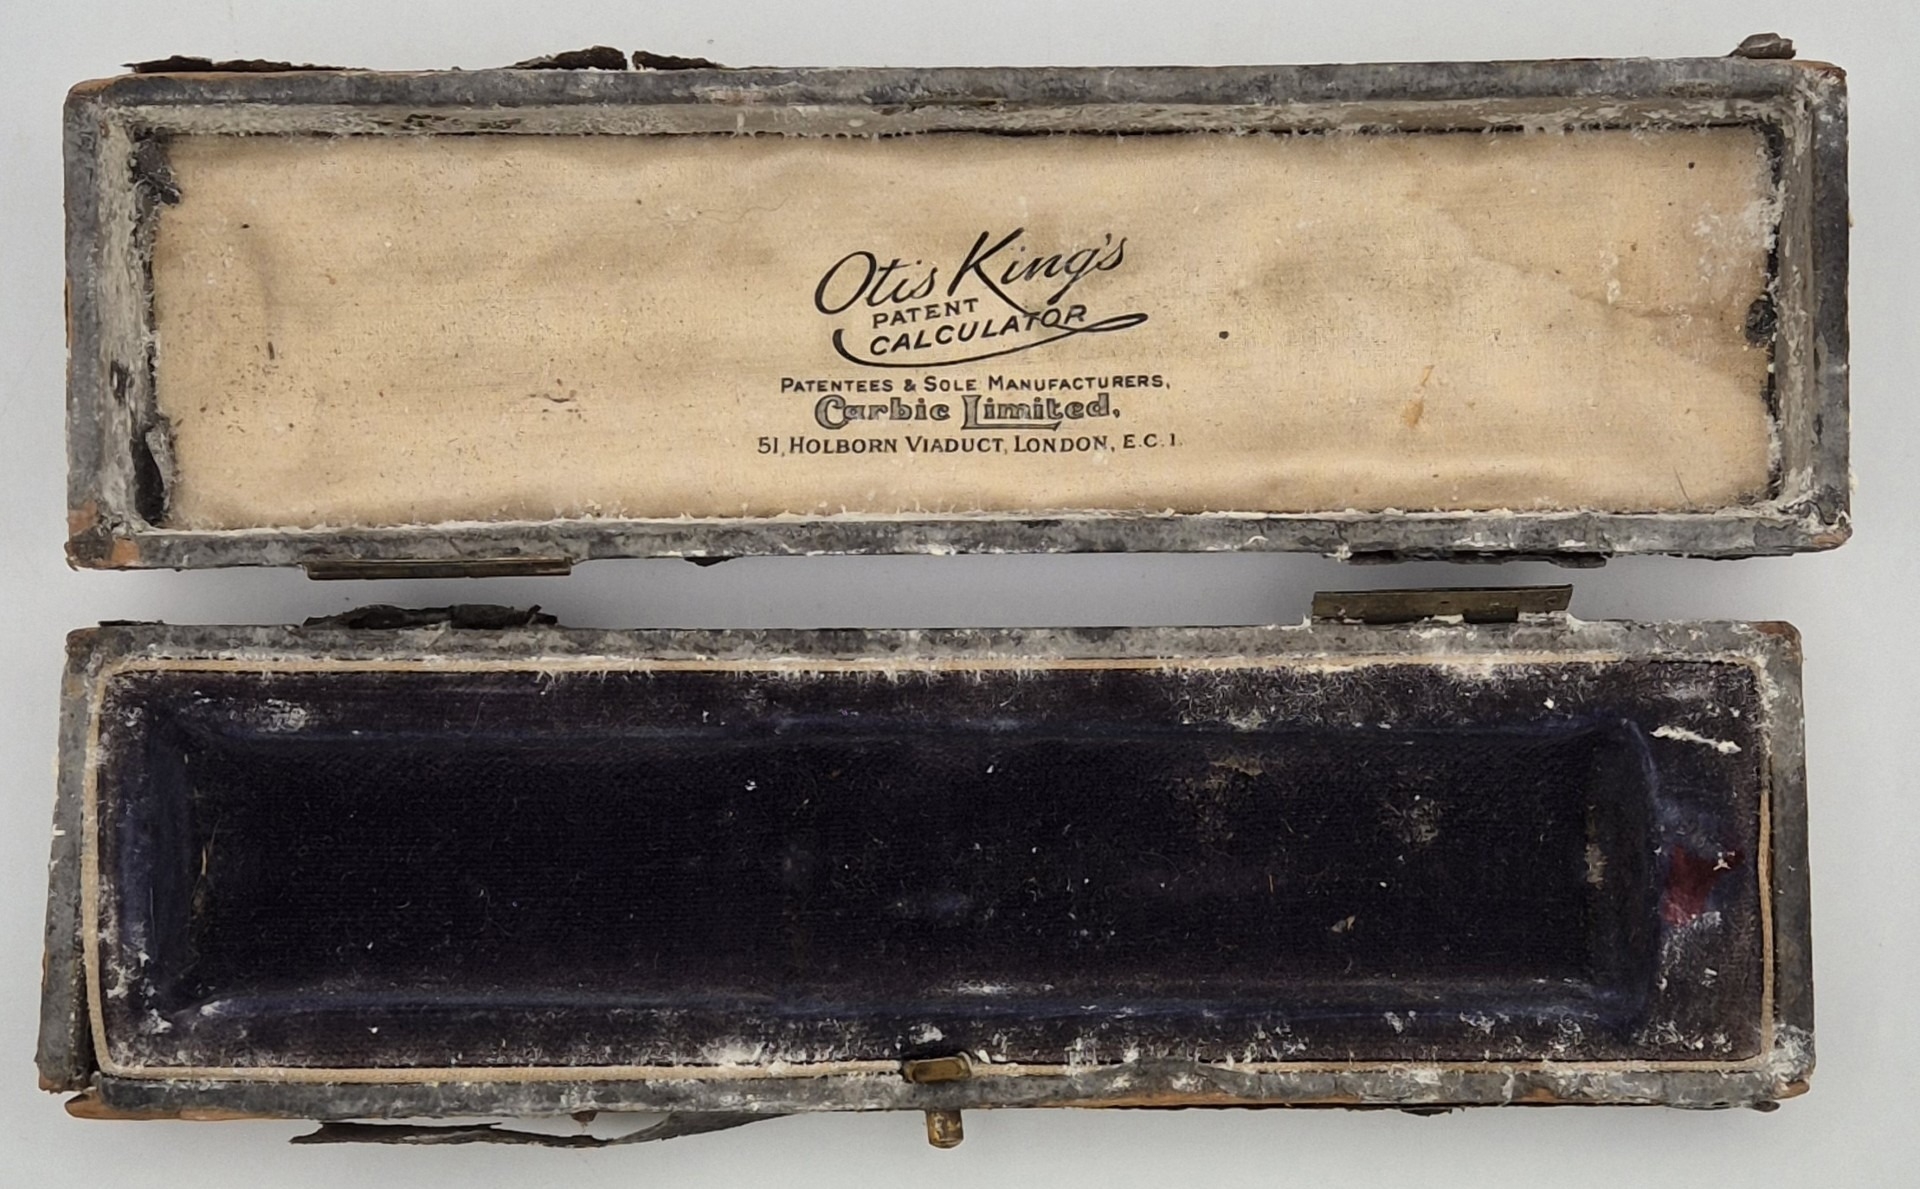 Otis King's
PATENT
CALCULATOR
PATENTEES & SOLE MANUFACTURERS,
Carbic Limited,
51, HOLBORN VIADUCT, LONDON, E.C.1.